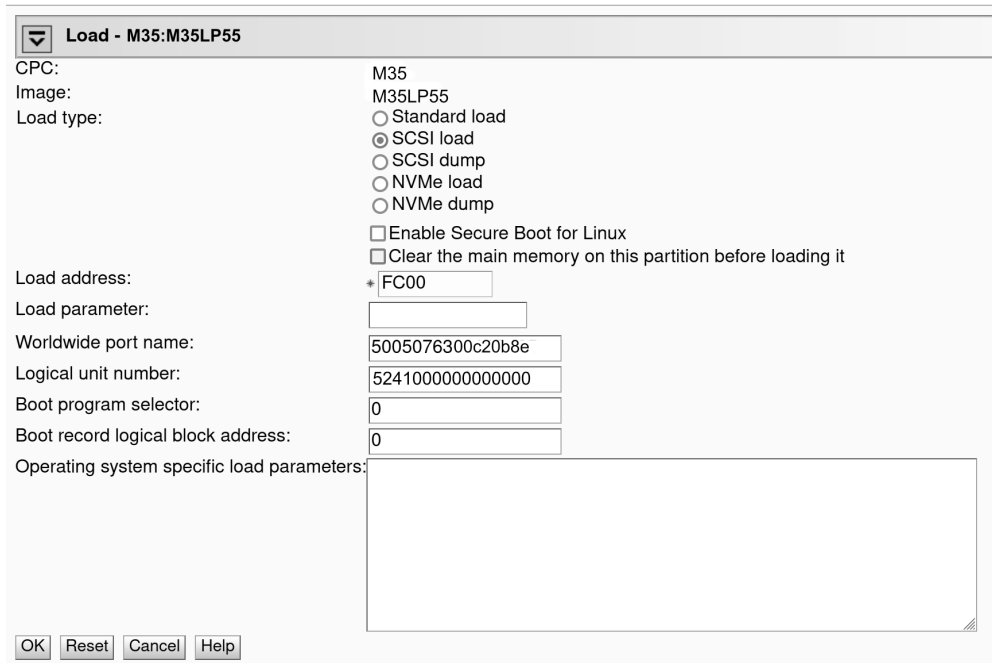 Load - M35:M35LP55
CPC: M35
Image: M35LP55
Load type: Standard load
SCSI load
SCSI dump
NVMe load
NVMe dump
Enable Secure Boot for Linux
Clear the main memory on this partition before loading it
Load address: * FC00
Load parameter:
Worldwide port name: 5005076300c20b8e
Logical unit number: 5241000000000000
Boot program selector: 0
Boot record logical block address: 0
Operating system specific load parameters:
OK Reset Cancel Help